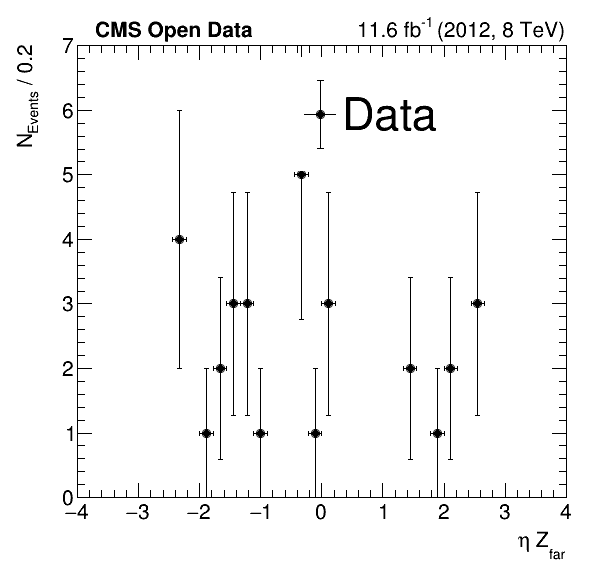 CMS Open Data 11.6 fb-1 (2012, 8 TeV)
NEvents / 0.2
7
6
5
4
3
2
1
0
Data
−4 −3 −2 −1 0 1 2 3 4
η Zfar